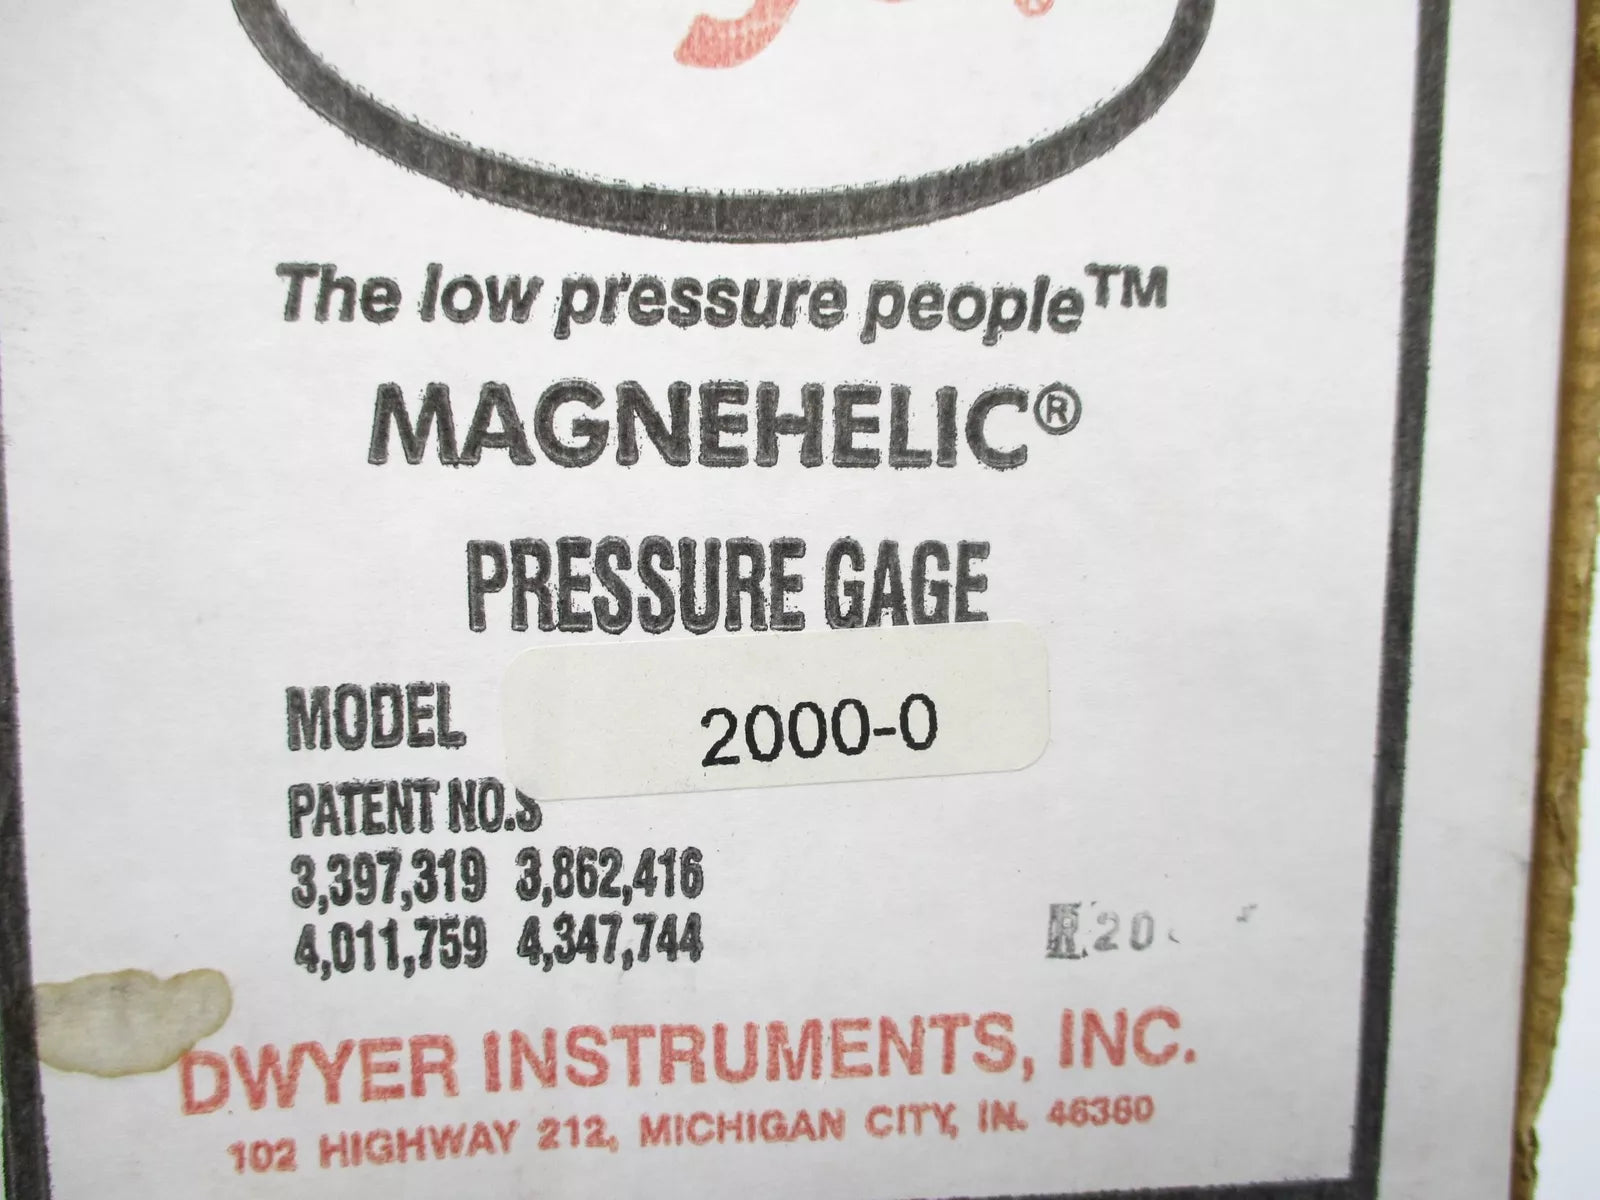 The low pressure people™
MAGNEHELIC®
PRESSURE GAGE
MODEL 2000-0
PATENT NO.S
3,397,319 3,862,416
4,011,759 4,347,744
R 20
DWYER INSTRUMENTS, INC.
102 HIGHWAY 212, MICHIGAN CITY, IN. 46360